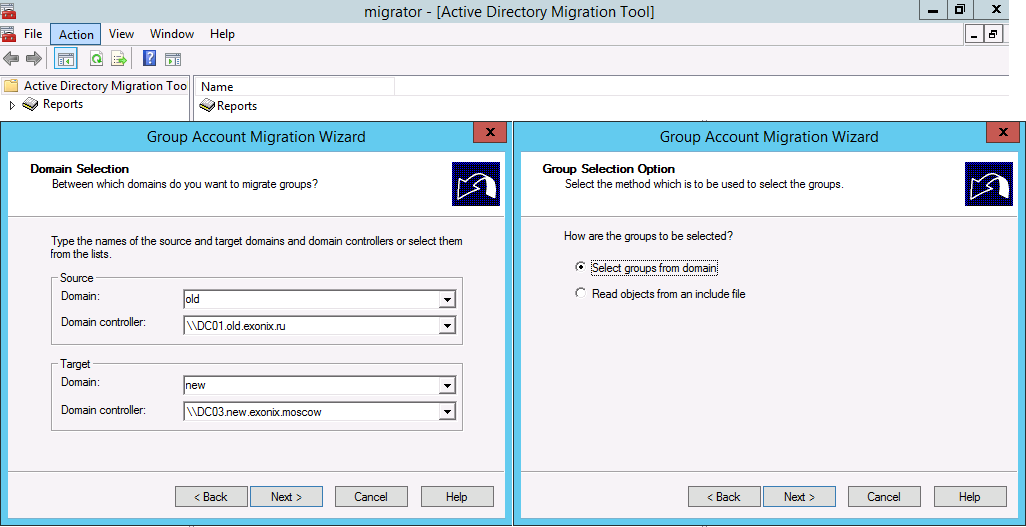 migrator - [Active Directory Migration Tool]
File Action View Window Help
Active Directory Migration Too
Reports
Name
Reports
Group Account Migration Wizard
Domain Selection
Between which domains do you want to migrate groups?
Type the names of the source and target domains and domain controllers or select them
from the lists.
Source
Domain:
old
Domain controller:
\\DC01.old.exonix.ru
Target
Domain:
new
Domain controller:
\\DC03.new.exonix.moscow
< Back Next > Cancel Help
Group Account Migration Wizard
Group Selection Option
Select the method which is to be used to select the groups.
How are the groups to be selected?
Select groups from domain
Read objects from an include file
< Back Next > Cancel Help